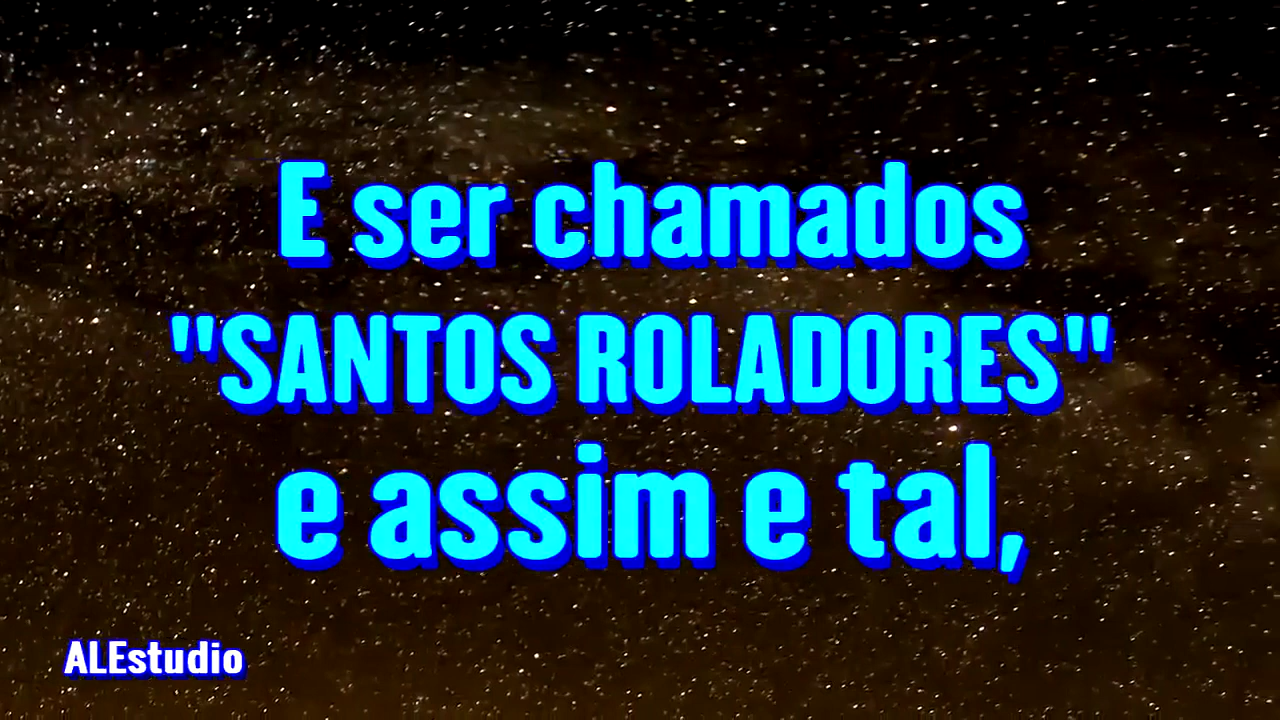 E ser chamados
"SANTOS ROLADORES"
e assim e tal,
ALEstudio